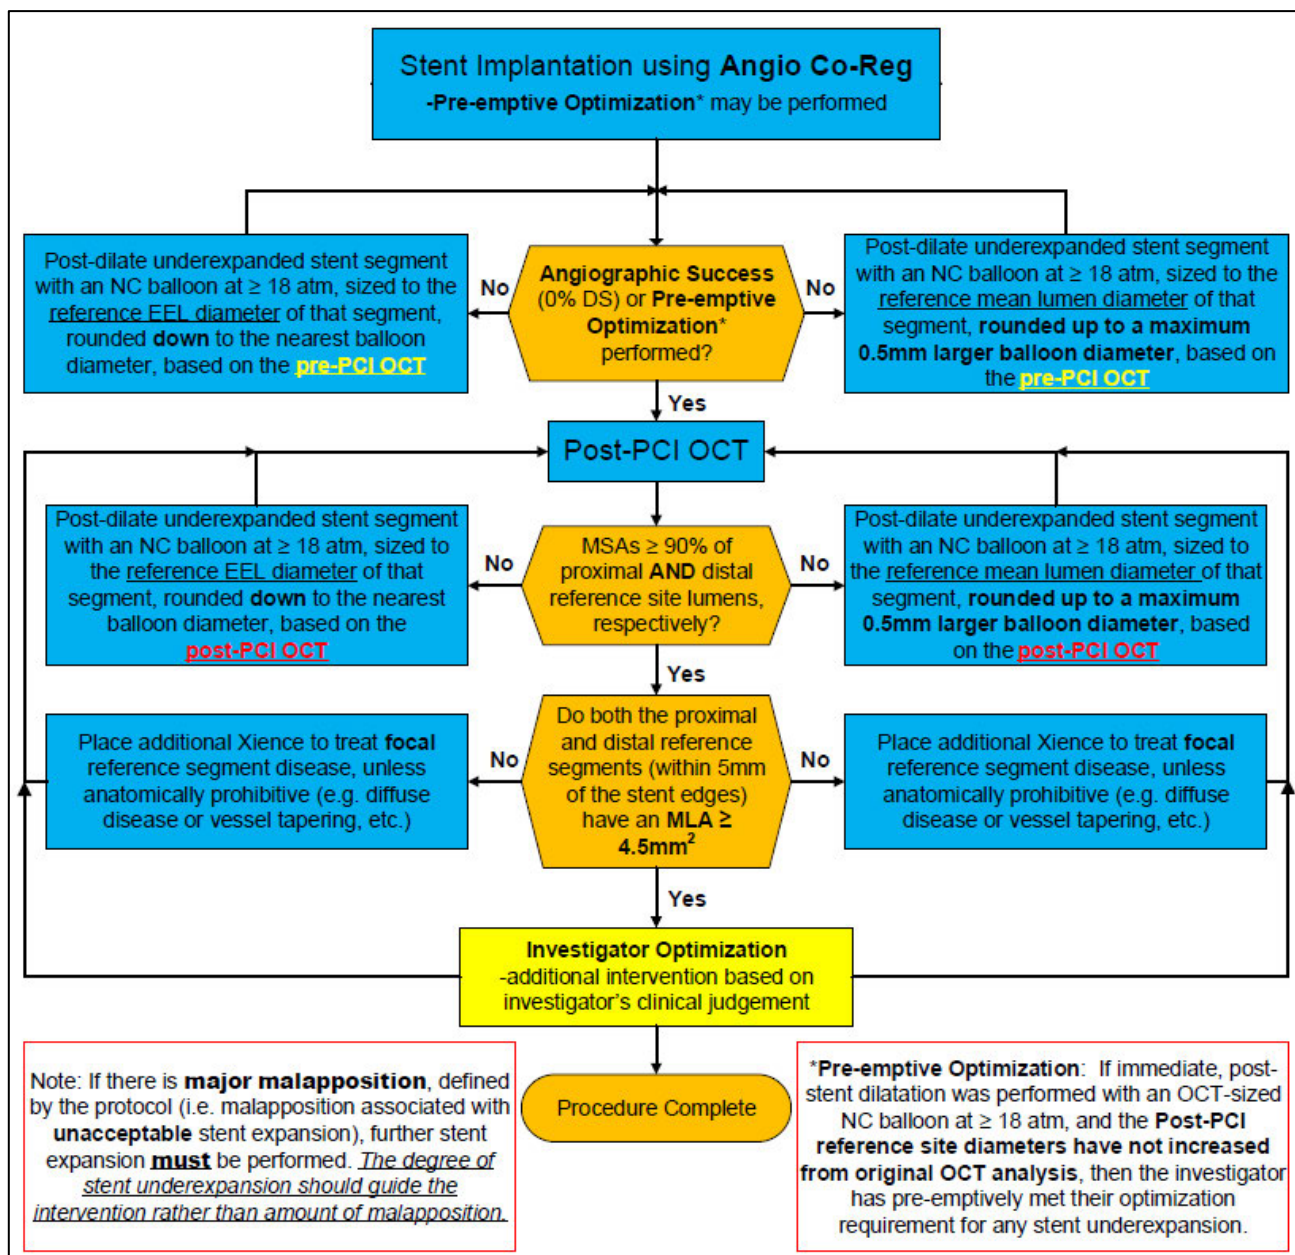 Stent Implantation using Angio Co-Reg
-Pre-emptive Optimization* may be performed
Post-dilate underexpanded stent segment
with an NC balloon at ≥ 18 atm, sized to the
reference EEL diameter of that segment,
rounded down to the nearest balloon
diameter, based on the pre-PCI OCT
No
Angiographic Success
(0% DS) or Pre-emptive
Optimization*
performed?
No
Post-dilate underexpanded stent segment
with an NC balloon at ≥ 18 atm, sized to the
reference mean lumen diameter of that
segment, rounded up to a maximum
0.5mm larger balloon diameter, based on
the pre-PCI OCT
Yes
Post-PCI OCT
Post-dilate underexpanded stent segment
with an NC balloon at ≥ 18 atm, sized to
the reference EEL diameter of that
segment, rounded down to the nearest
balloon diameter, based on the
post-PCI OCT
No
MSAs ≥ 90% of
proximal AND distal
reference site lumens,
respectively?
No
Post-dilate underexpanded stent segment
with an NC balloon at ≥ 18 atm, sized to
the reference mean lumen diameter of that
segment, rounded up to a maximum
0.5mm larger balloon diameter, based
on the post-PCI OCT
Yes
Place additional Xience to treat focal
reference segment disease, unless
anatomically prohibitive (e.g. diffuse
disease or vessel tapering, etc.)
No
Do both the proximal
and distal reference
segments (within 5mm
of the stent edges)
have an MLA ≥
4.5mm²
No
Place additional Xience to treat focal
reference segment disease, unless
anatomically prohibitive (e.g. diffuse
disease or vessel tapering, etc.)
Yes
Investigator Optimization
-additional intervention based on
investigator's clinical judgement
Note: If there is major malapposition, defined
by the protocol (i.e. malapposition associated with
unacceptable stent expansion), further stent
expansion must be performed. The degree of
stent underexpansion should guide the
intervention rather than amount of malapposition.
Procedure Complete
*Pre-emptive Optimization: If immediate, post-
stent dilatation was performed with an OCT-sized
NC balloon at ≥ 18 atm, and the Post-PCI
reference site diameters have not increased
from original OCT analysis, then the investigator
has pre-emptively met their optimization
requirement for any stent underexpansion.